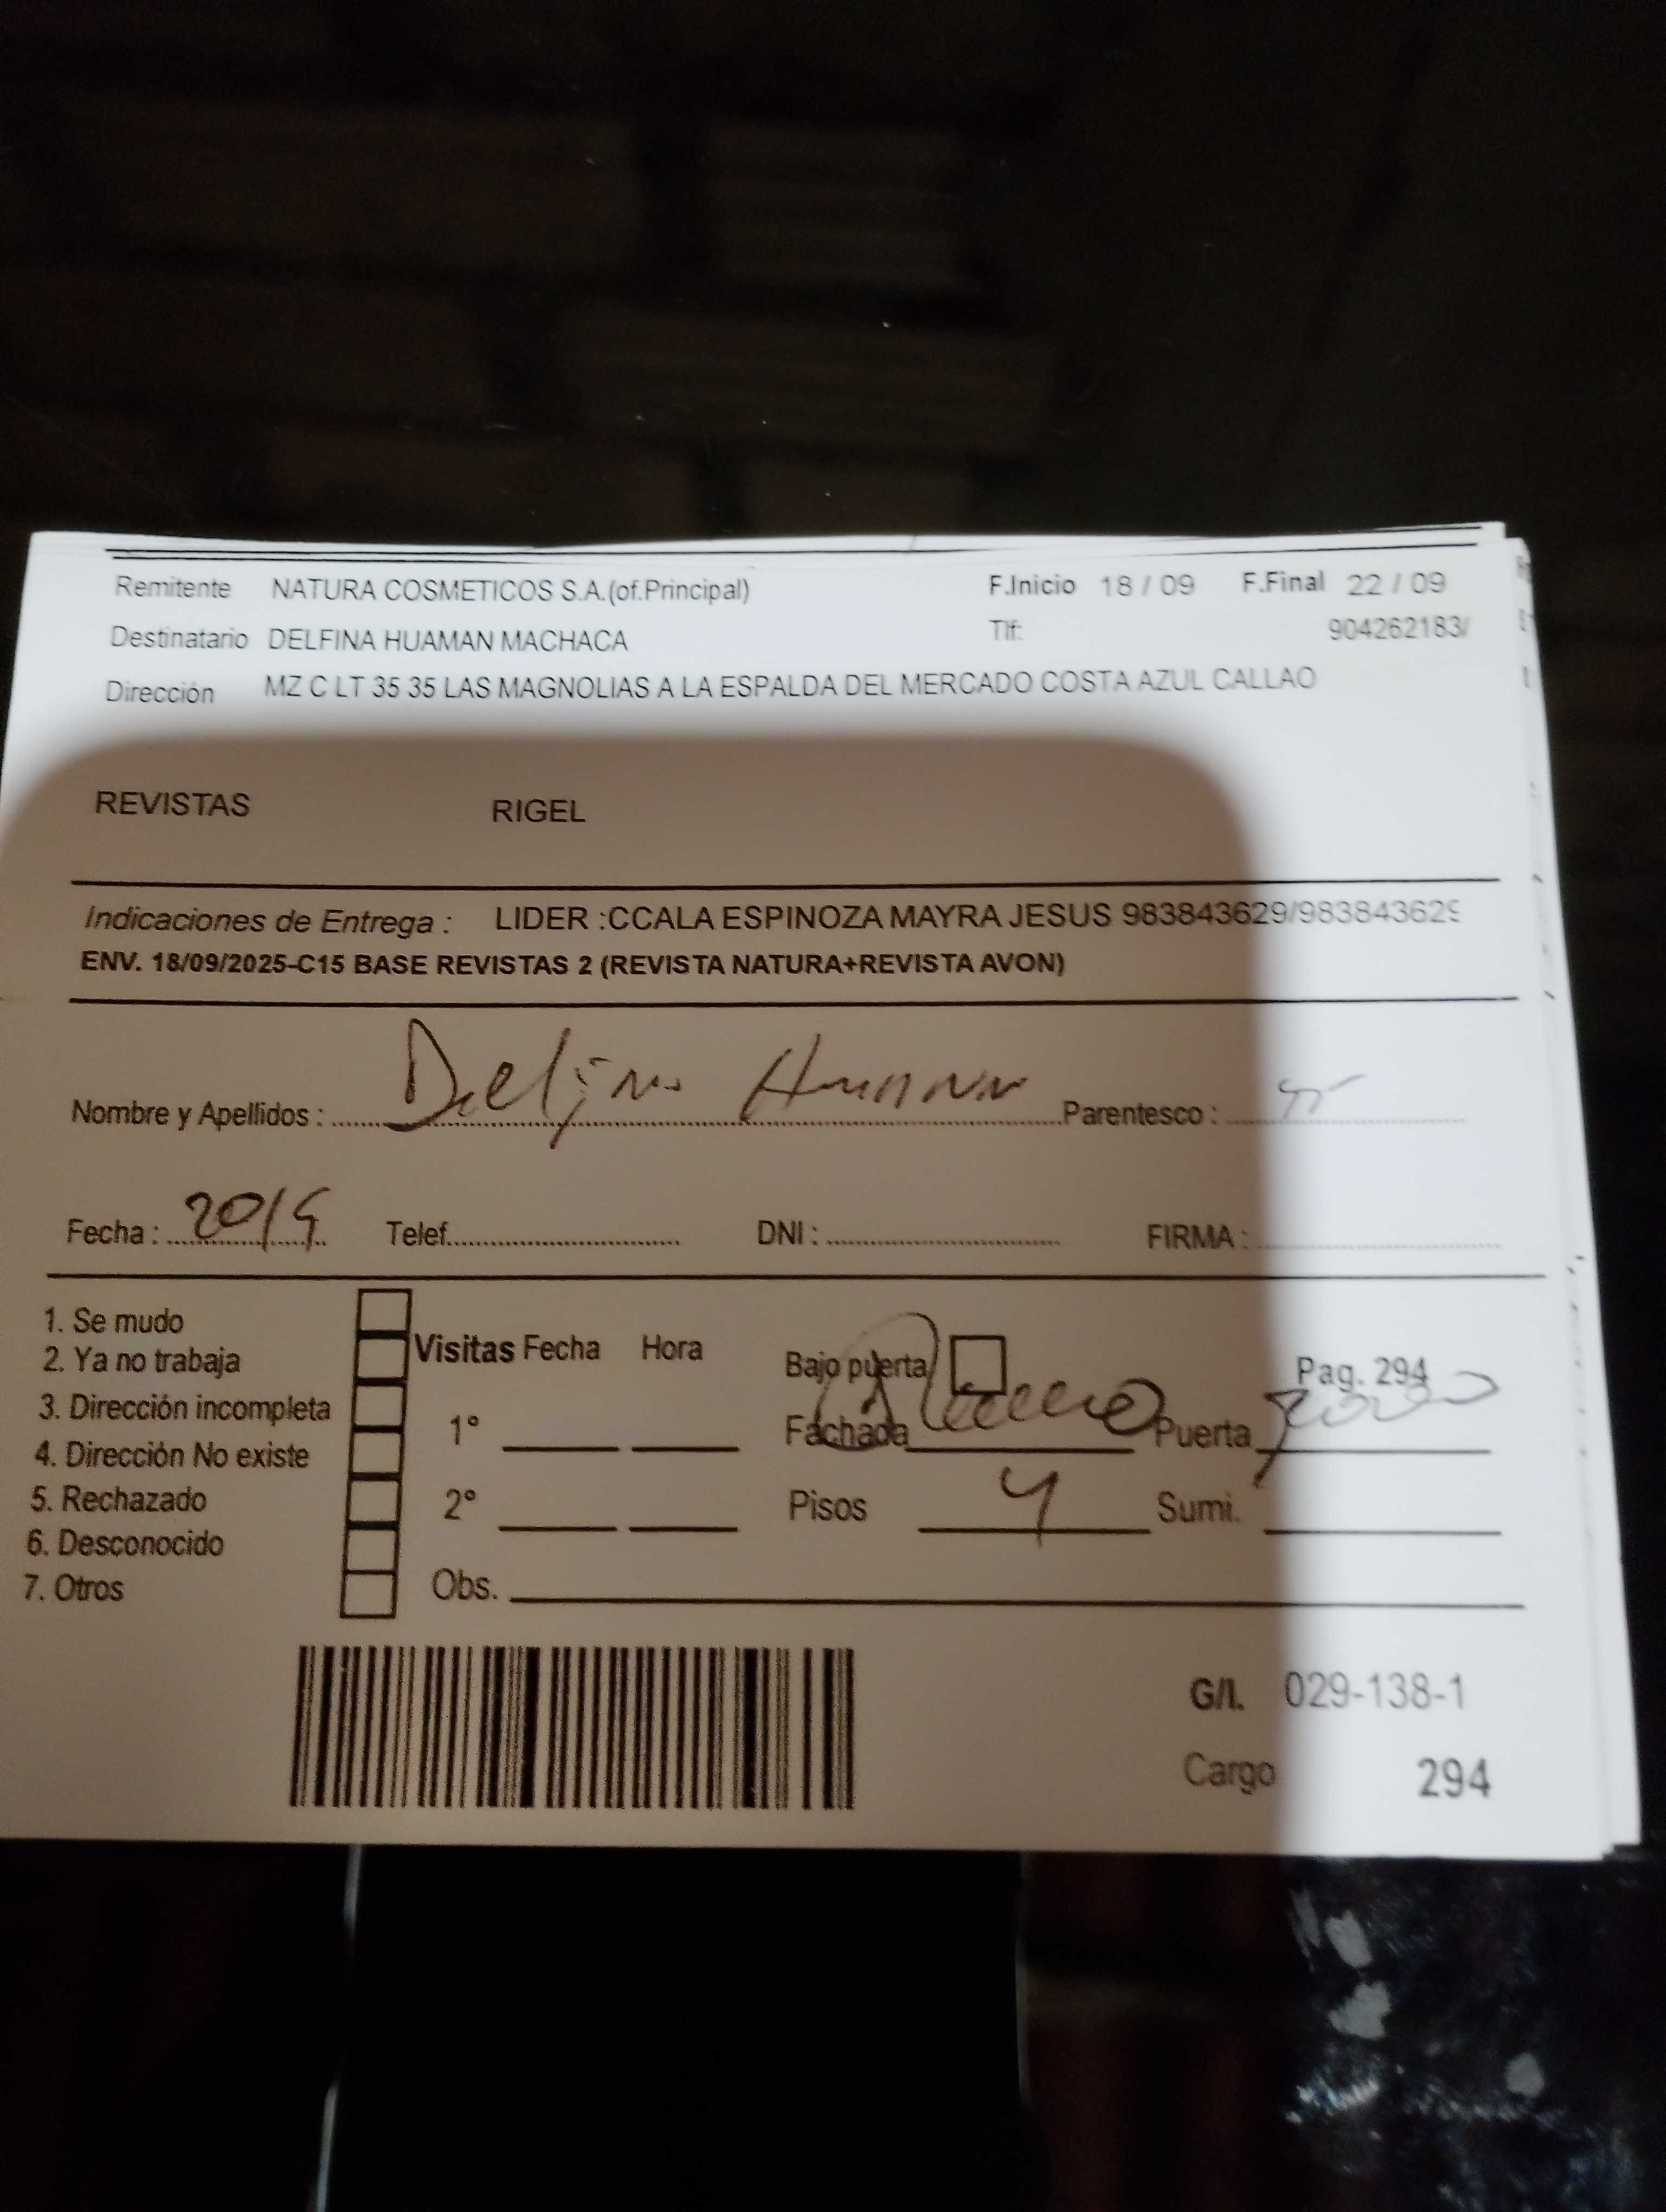 Remitente NATURA COSMETICOS S.A.(of.Principal) F.Inicio 18 / 09 F.Final 22 / 09
Destinatario DELFINA HUAMAN MACHACA Tlf: 904262183/
Dirección MZ C LT 35 35 LAS MAGNOLIAS A LA ESPALDA DEL MERCADO COSTA AZUL CALLAO
REVISTAS RIGEL
Indicaciones de Entrega : LIDER :CCALA ESPINOZA MAYRA JESUS 983843629/983843629
ENV. 18/09/2025-C15 BASE REVISTAS 2 (REVISTA NATURA+REVISTA AVON)
Nombre y Apellidos : Delfina Huaman Parentesco :
Fecha : 20/9 Telef. DNI : FIRMA :
1. Se mudo
2. Ya no trabaja
3. Dirección incompleta
4. Dirección No existe
5. Rechazado
6. Desconocido
7. Otros
Visitas Fecha Hora
1°
2°
Bajo puerta Pag. 294
Fachada Puerta
Pisos 4 Sumi.
Obs.
G/I. 029-138-1
Cargo 294